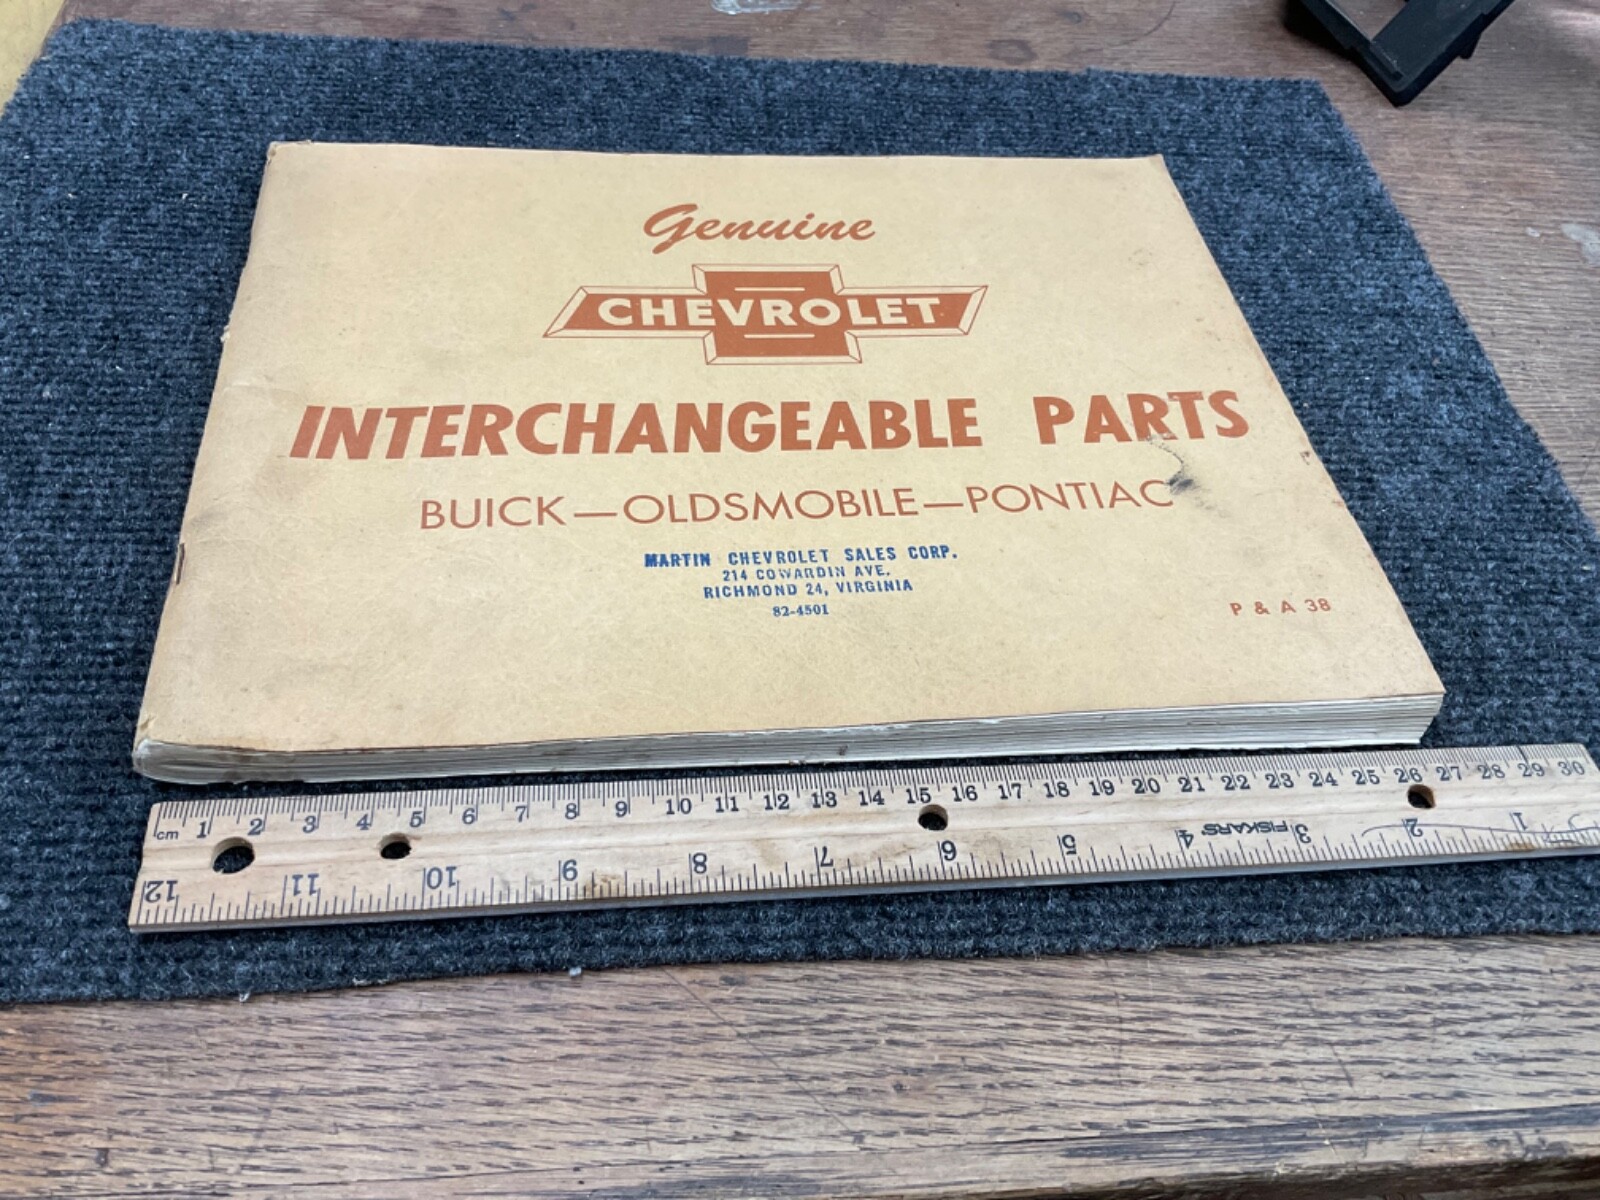 Genuine
CHEVROLET
INTERCHANGEABLE PARTS
BUICK—OLDSMOBILE—PONTIAC
MARTIN CHEVROLET SALES CORP.
214 COWARDIN AVE.
RICHMOND 24, VIRGINIA
82-4501
P & A 38
cm 1 2 3 4 5 6 7 8 9 10 11 12 13 14 15 16 17 18 19 20 21 22 23 24 25 26 27 28 29 30
12 11 10 9 8 7 6 5 4 FISKARS 3 2 1